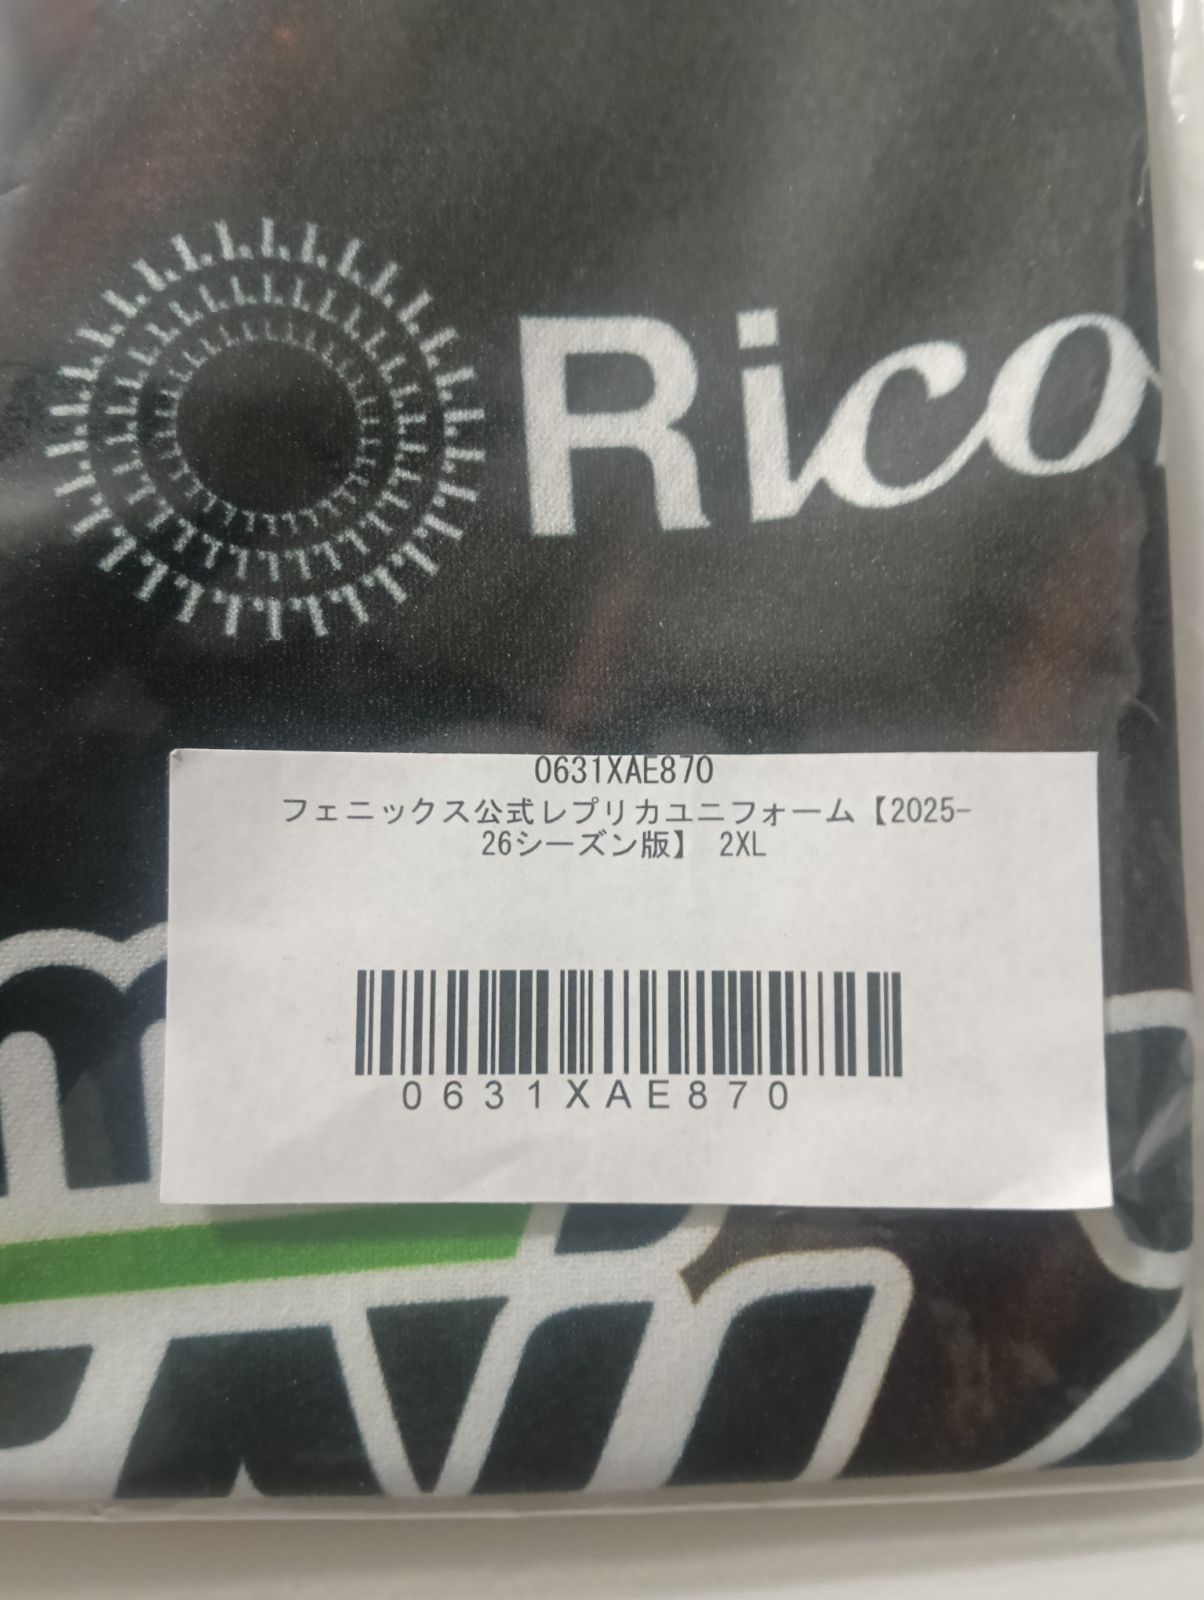 Rico
0631XAE870
フェニックス公式レプリカユニフォーム【2025-
26シーズン版】 2XL
0631XAE870
m